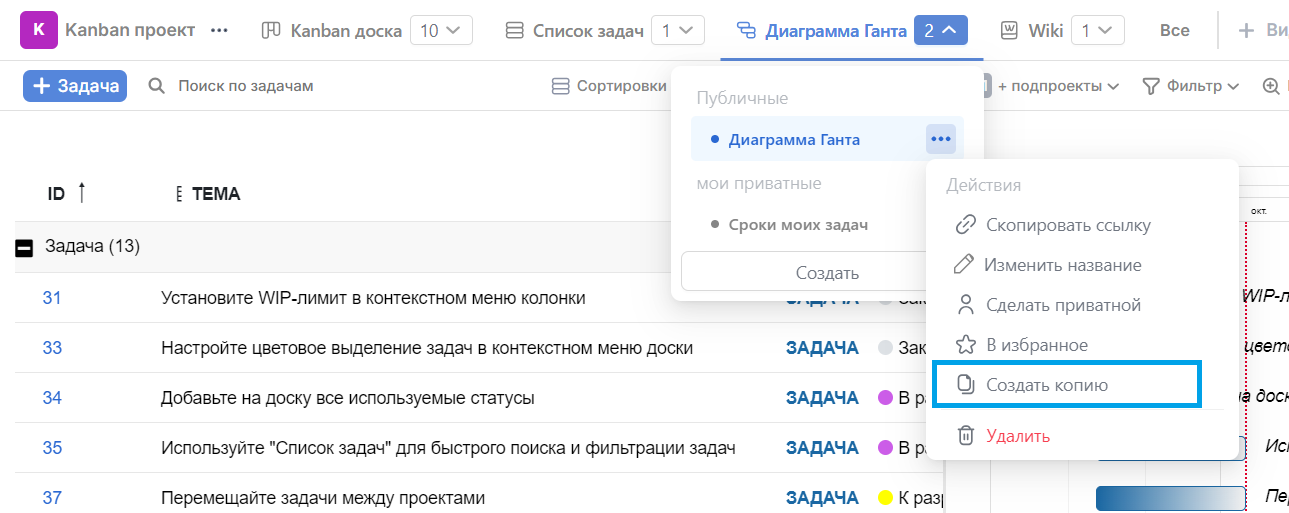 K Kanban проект ••• Kanban доска 10 Список задач 1 Диаграмма Ганта 2 Wiki 1 Все + Ви
+ Задача Поиск по задачам Сортировки + подпроекты Фильтр
Публичные
Диаграмма Ганта •••
мои приватные
Сроки моих задач
Создать
Действия
Скопировать ссылку
Изменить название
Сделать приватной
В избранное
Создать копию
Удалить
ID ↑ ТЕМА
окт.
Задача (13)
31 Установите WIP-лимит в контекстном меню колонки ЗАДАЧА Зак WIP-ли
33 Настройте цветовое выделение задач в контекстном меню доски ЗАДАЧА Зак цвето
34 Добавьте на доску все используемые статусы ЗАДАЧА В ра на доск
35 Используйте "Список задач" для быстрого поиска и фильтрации задач ЗАДАЧА В ра Исп
37 Перемещайте задачи между проектами ЗАДАЧА К разр Пер